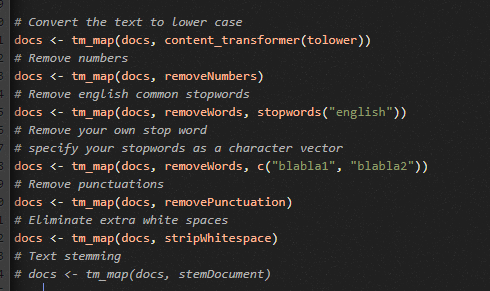 # Convert the text to lower case
docs <- tm_map(docs, content_transformer(tolower))
# Remove numbers
docs <- tm_map(docs, removeNumbers)
# Remove english common stopwords
docs <- tm_map(docs, removeWords, stopwords("english"))
# Remove your own stop word
# specify your stopwords as a character vector
docs <- tm_map(docs, removeWords, c("blabla1", "blabla2"))
# Remove punctuations
docs <- tm_map(docs, removePunctuation)
# Eliminate extra white spaces
docs <- tm_map(docs, stripWhitespace)
# Text stemming
# docs <- tm_map(docs, stemDocument)